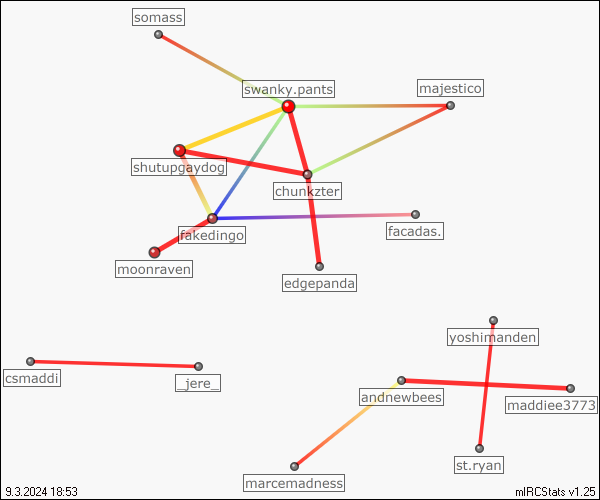 somass
swanky.pants
majestico
shutupgaydog
chunkzter
fakedingo
facadas.
moonraven
edgepanda
yoshimanden
csmaddi
_jere_
andnewbees
maddiee3773
st.ryan
marcemadness
9.3.2024 18:53
mIRCStats v1.25